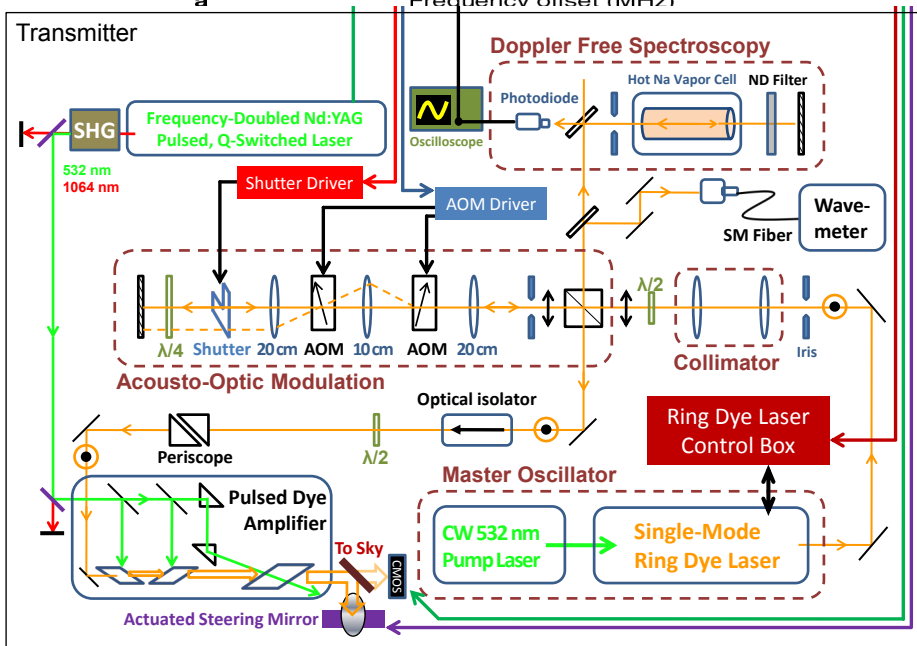 a Frequency offset (MHz)
Transmitter
Doppler Free Spectroscopy
Hot Na Vapor Cell
ND Filter
Photodiode
Oscilloscope
SHG
Frequency-Doubled Nd:YAG
Pulsed, Q-Switched Laser
532 nm
1064 nm
Shutter Driver
AOM Driver
SM Fiber
Wave-
meter
λ/2
λ/4
Shutter
20 cm
AOM
10 cm
AOM
20 cm
Iris
Collimator
Acousto-Optic Modulation
Optical isolator
Ring Dye Laser
Control Box
Periscope
λ/2
Master Oscillator
Pulsed Dye
Amplifier
CW 532 nm
Pump Laser
Single-Mode
Ring Dye Laser
To Sky
CMOS
Actuated Steering Mirror